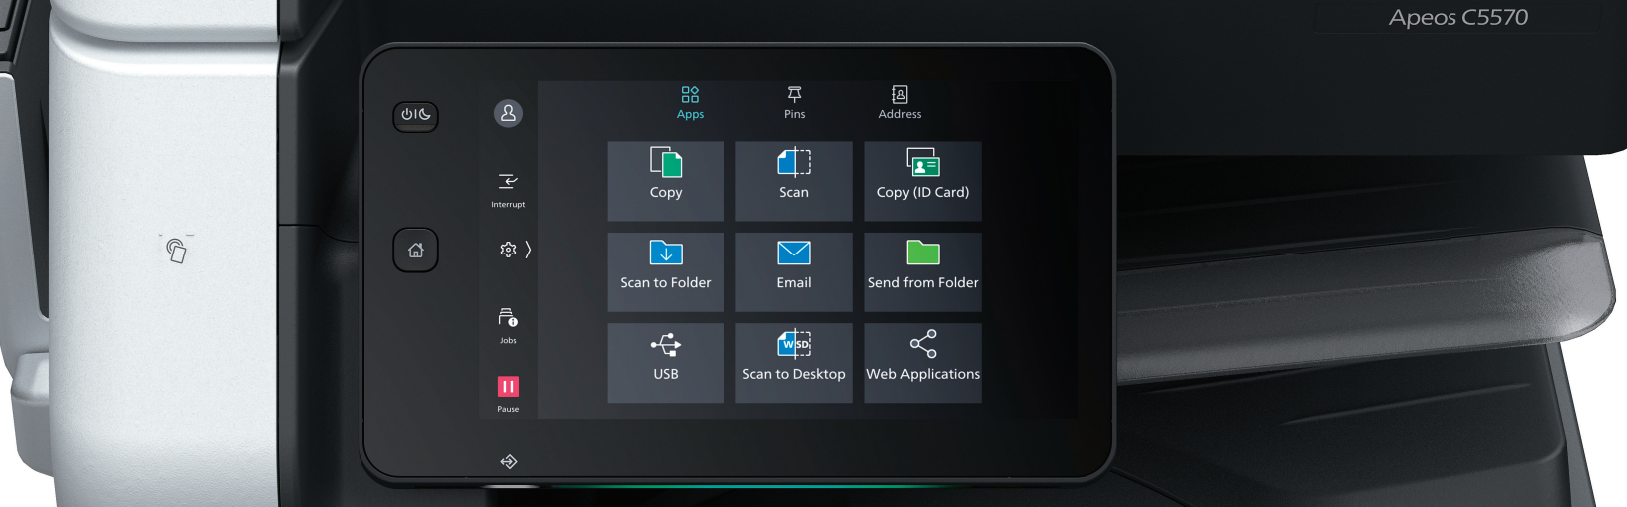 Apeos C5570
Apps
Pins
Address
Copy
Scan
Copy (ID Card)
Interrupt
Scan to Folder
Email
Send from Folder
Jobs
WSD
USB
Scan to Desktop
Web Applications
Pause